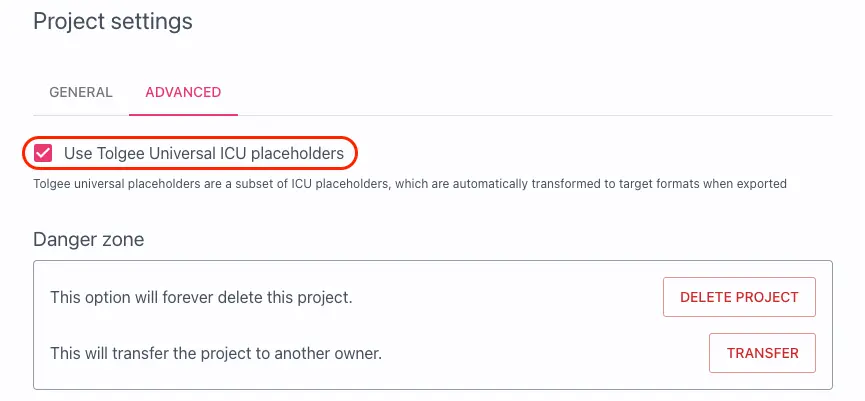 Project settings
GENERAL
ADVANCED
Use Tolgee Universal ICU placeholders
Tolgee universal placeholders are a subset of ICU placeholders, which are automatically transformed to target formats when exported
Danger zone
This option will forever delete this project.
DELETE PROJECT
This will transfer the project to another owner.
TRANSFER